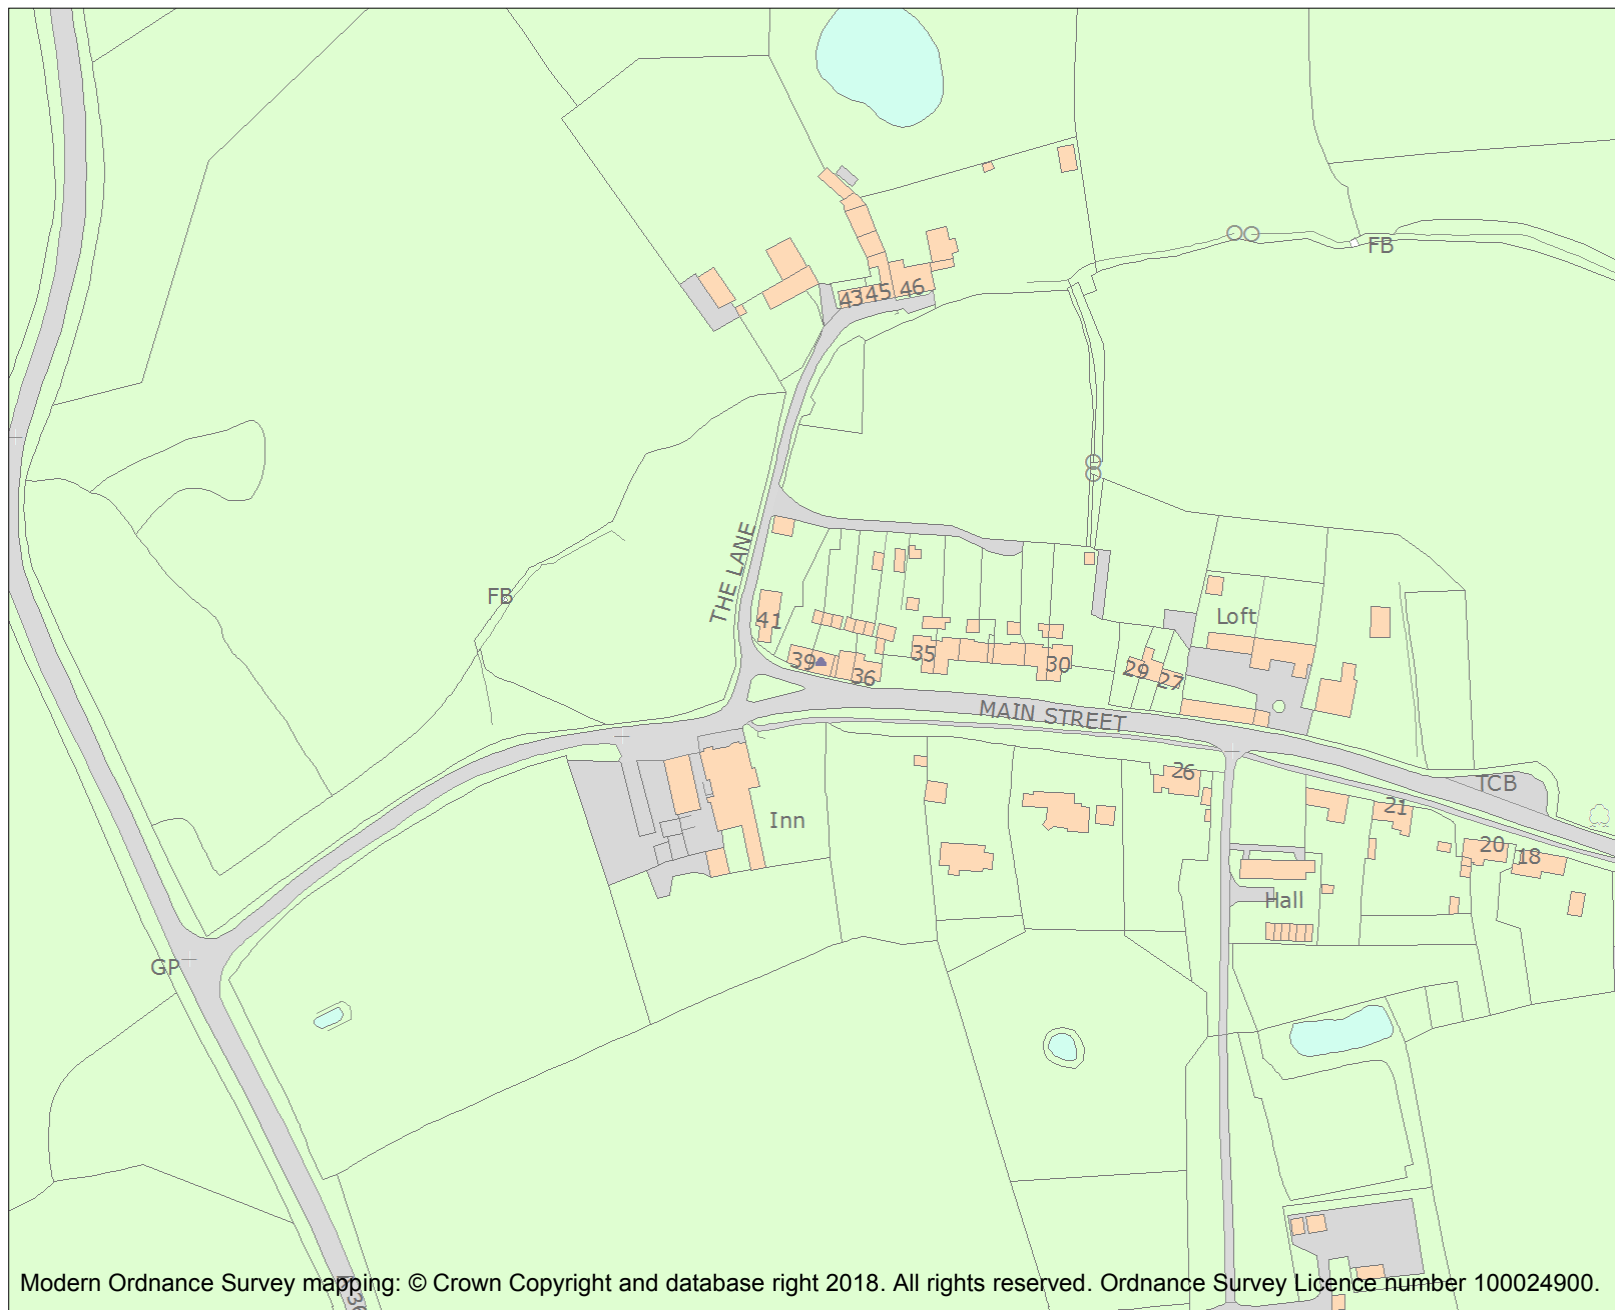 FB
43
45
46
THE LANE
FB
Loft
41
39
36
35
30
29
27
MAIN STREET
26
TCB
21
Inn
20
18
Hall
GP
Modern Ordnance Survey mapping: © Crown Copyright and database right 2018. All rights reserved. Ordnance Survey Licence number 100024900.